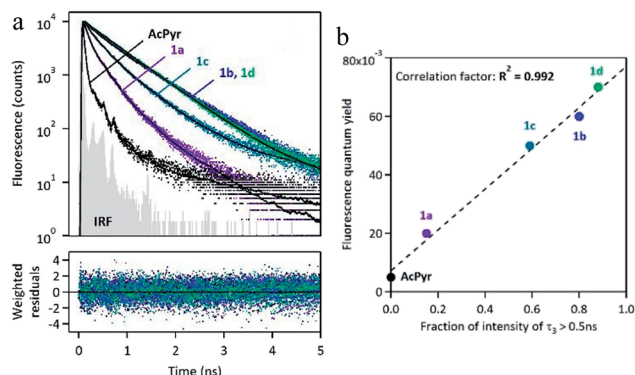 a
Fluorescence (counts)
10⁴
10³
10²
10¹
10⁰
AcPyr
1a
1c
1b, 1d
IRF
Weighted
residuals
4
2
0
-2
-4
0
1
2
3
4
5
Time (ns)
b
Fluorescence quantum yield
80x10⁻³
60
40
20
0
Correlation factor: R² = 0.992
1d
1b
1c
1a
AcPyr
0.0
0.2
0.4
0.6
0.8
1.0
Fraction of intensity of τ₃ > 0.5ns